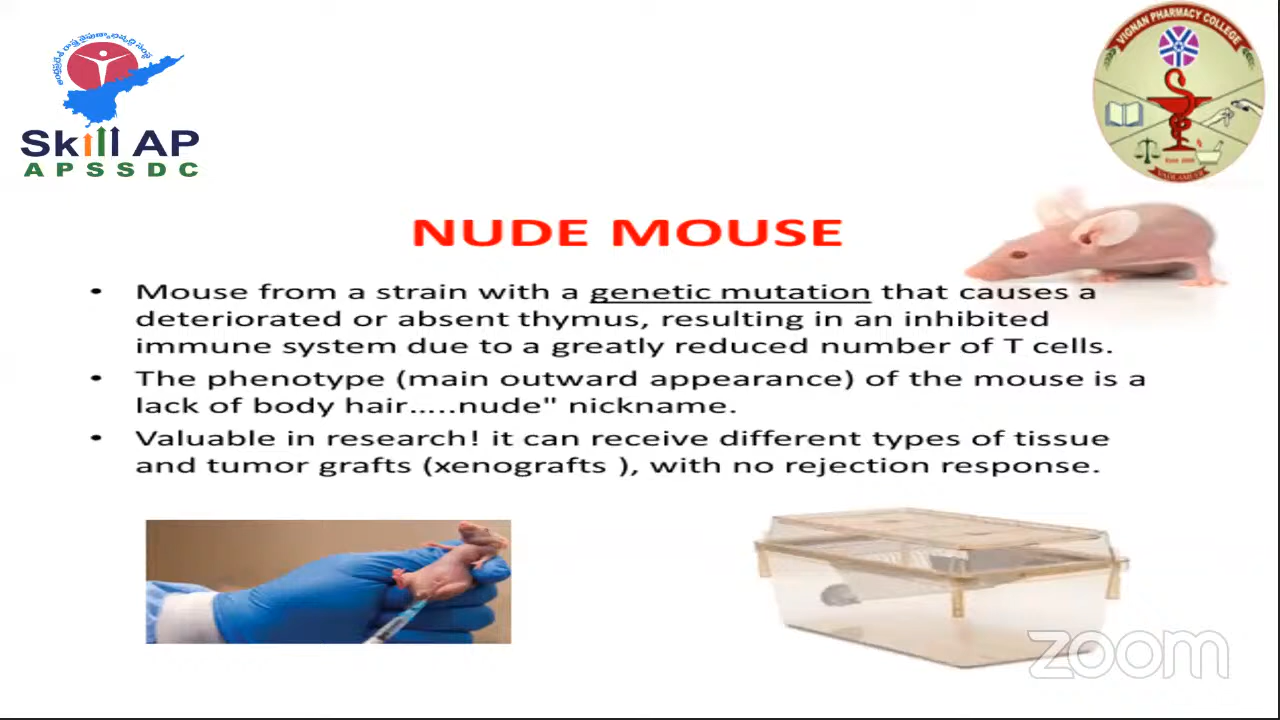 ఆంధ్రప్రదేశ్ రాష్ట్ర నైపుణ్యాభివృద్ధి సంస్థ
Skill AP
APSSDC
VIGNAN PHARMACY COLLEGE
VADLAMUDI
NUDE MOUSE
• Mouse from a strain with a genetic mutation that causes a
deteriorated or absent thymus, resulting in an inhibited
immune system due to a greatly reduced number of T cells.
• The phenotype (main outward appearance) of the mouse is a
lack of body hair.....nude" nickname.
• Valuable in research! it can receive different types of tissue
and tumor grafts (xenografts ), with no rejection response.
zoom